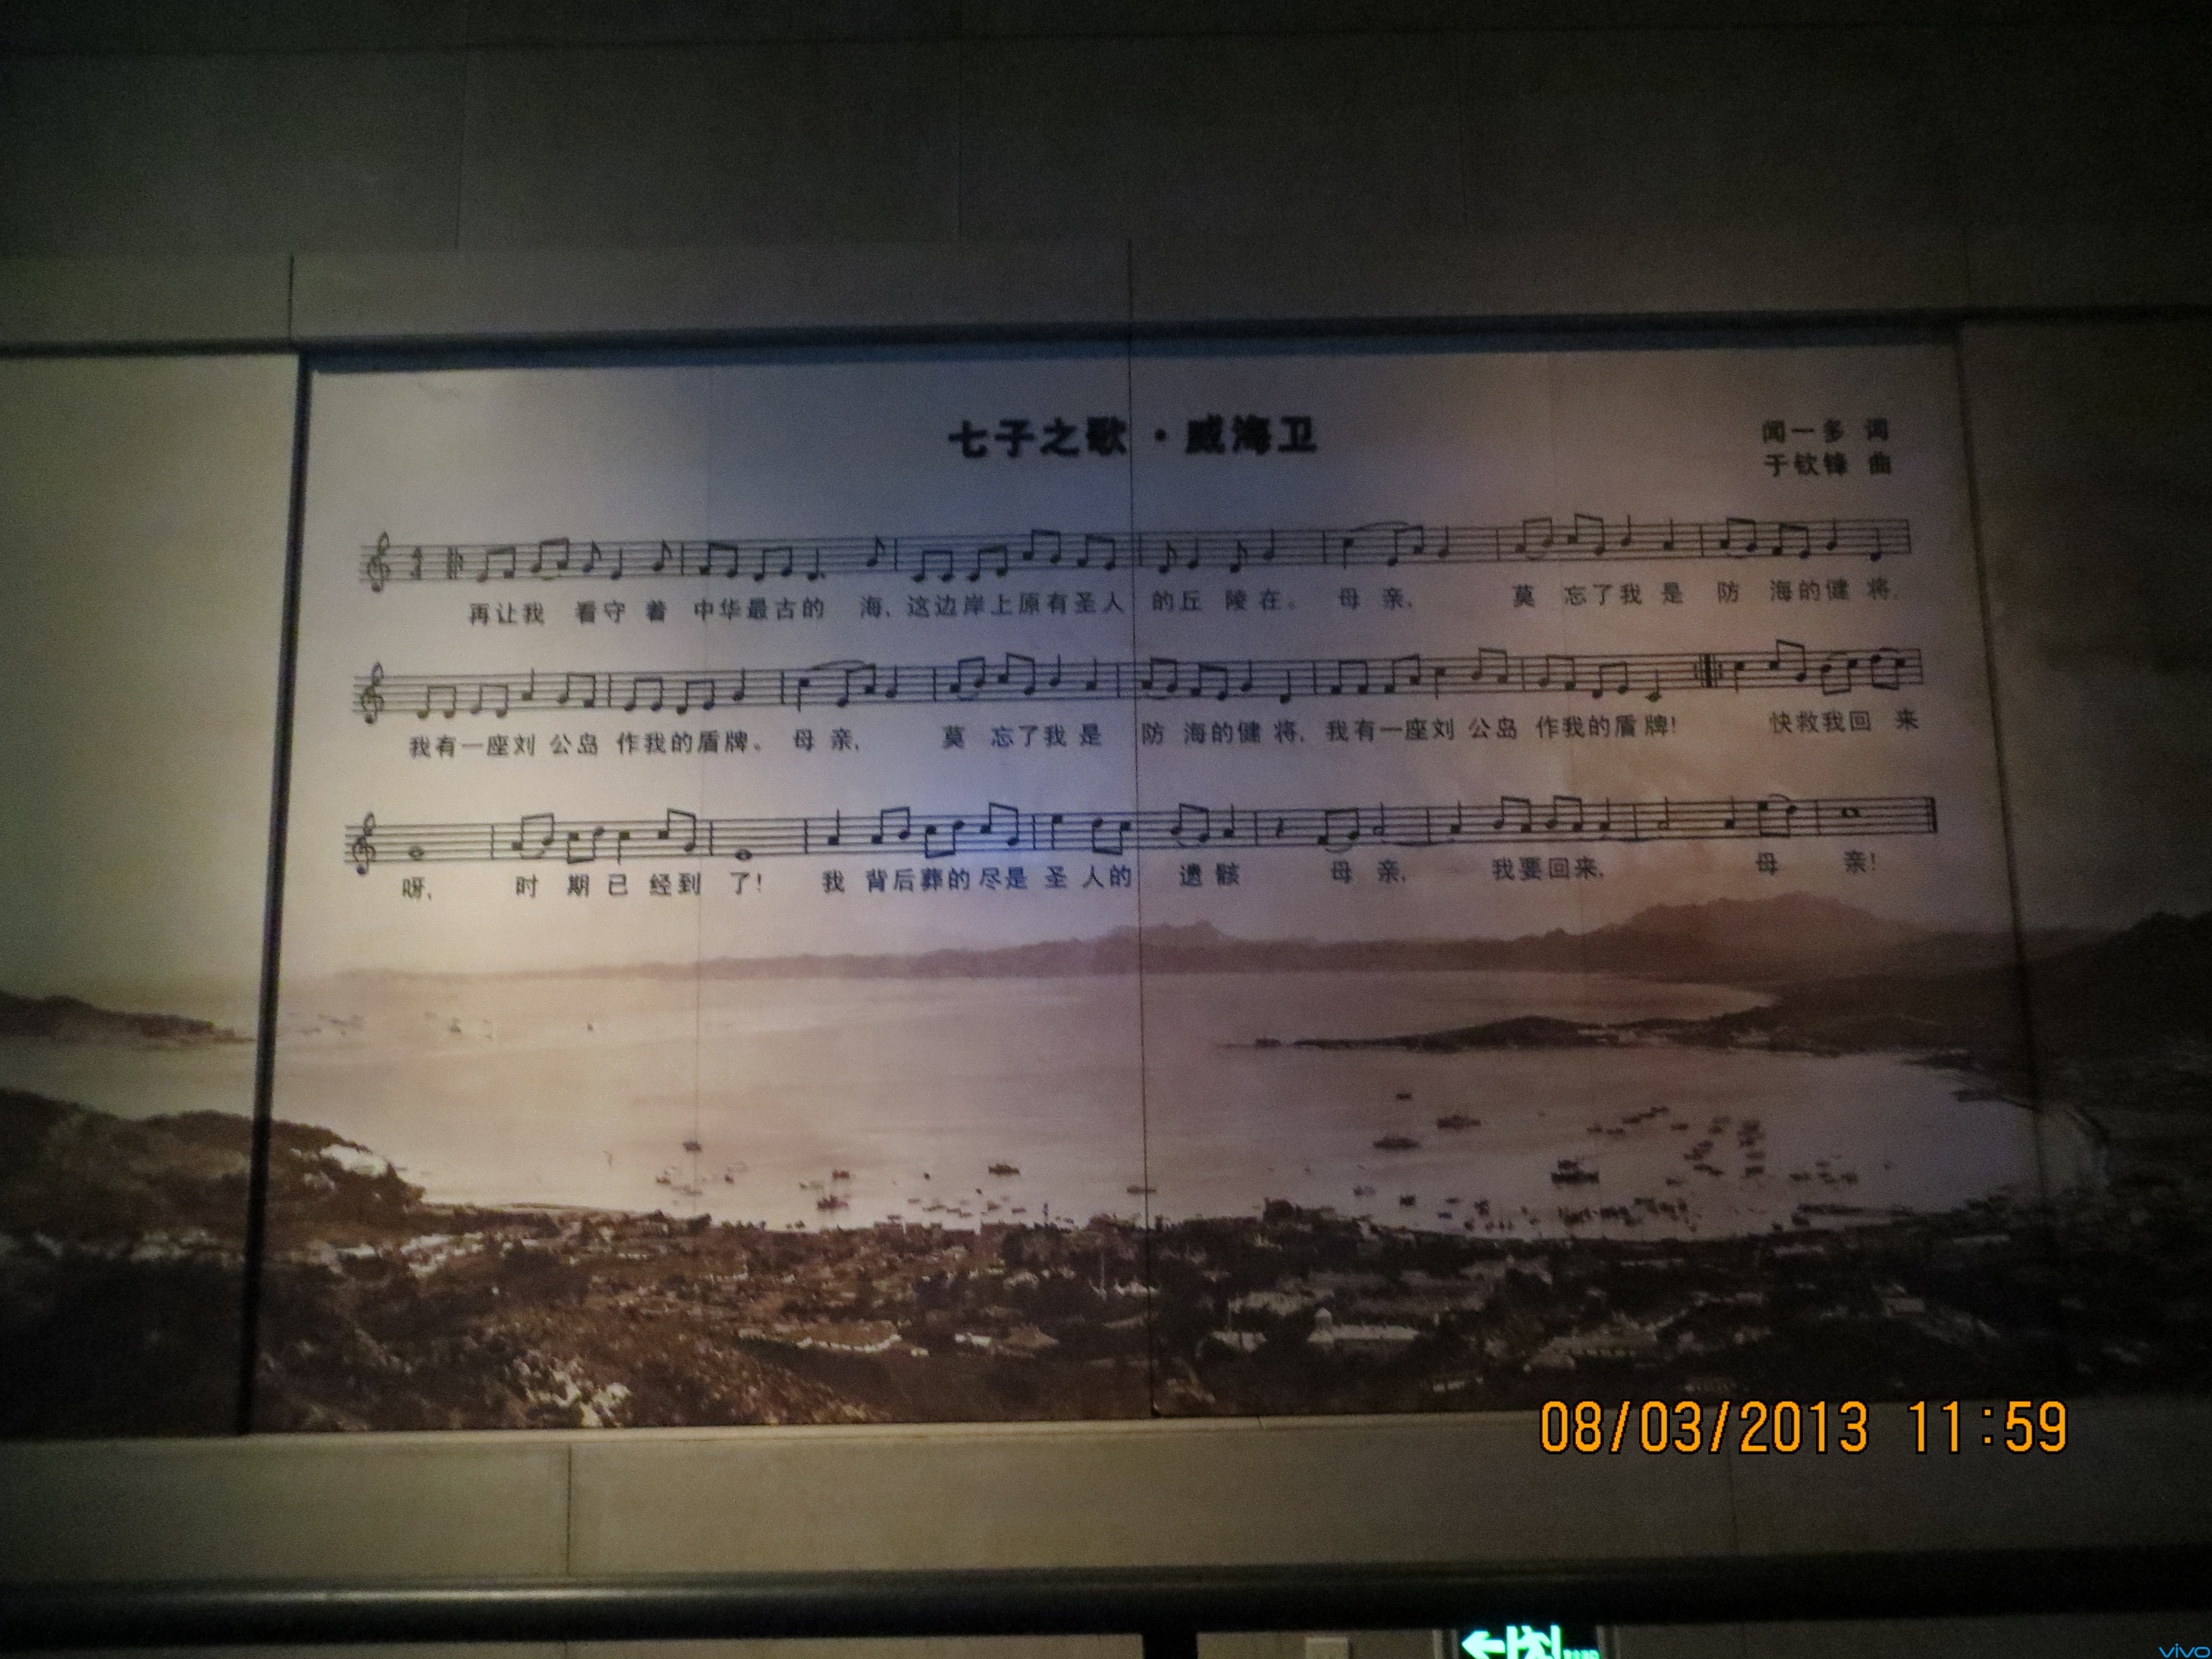 七子之歌·威海卫
闻一多 词
于钦锋 曲
再让我 看守 着 中华最古的 海, 这边岸上原有圣人 的丘 陵在。 母 亲, 莫 忘了我 是 防 海的健 将,
我有一座刘 公岛 作我的盾牌。 母 亲, 莫 忘了我 是 防 海的健 将, 我有一座刘 公岛 作我的盾 牌! 快救我回 来
呀, 时 期 已 经到 了! 我 背后葬的 尽是 圣 人的 遗 骸 母 亲, 我要回来, 母 亲!
08/03/2013 11:59
vivo